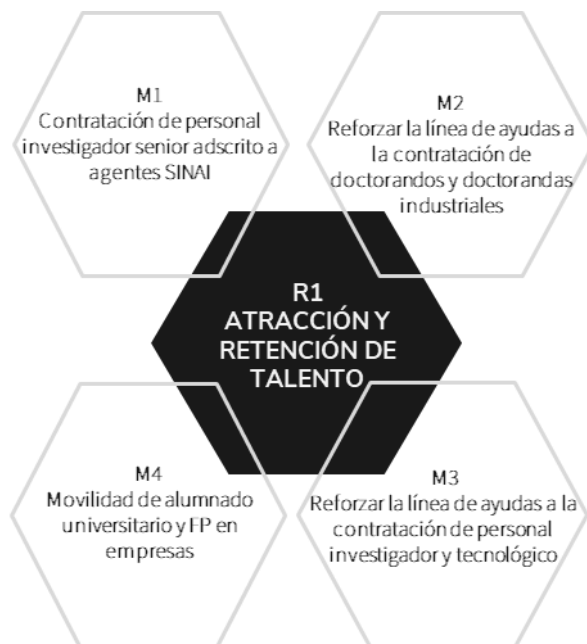 M1
Contratación de personal
investigador senior adscrito a
agentes SINAI
M2
Reforzar la línea de ayudas a
la contratación de
doctorandos y doctorandas
industriales
R1
ATRACCIÓN Y
RETENCIÓN DE
TALENTO
M4
Movilidad de alumnado
universitario y FP en
empresas
M3
Reforzar la línea de ayudas a la
contratación de personal
investigador y tecnológico